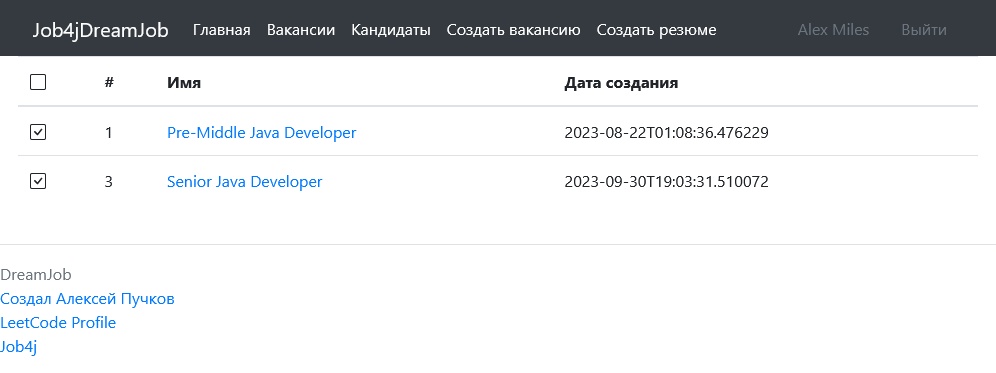 Job4jDreamJob Главная Вакансии Кандидаты Создать вакансию Создать резюме Alex Miles Выйти
# Имя Дата создания
1 Pre-Middle Java Developer 2023-08-22T01:08:36.476229
3 Senior Java Developer 2023-09-30T19:03:31.510072
DreamJob
Создал Алексей Пучков
LeetCode Profile
Job4j